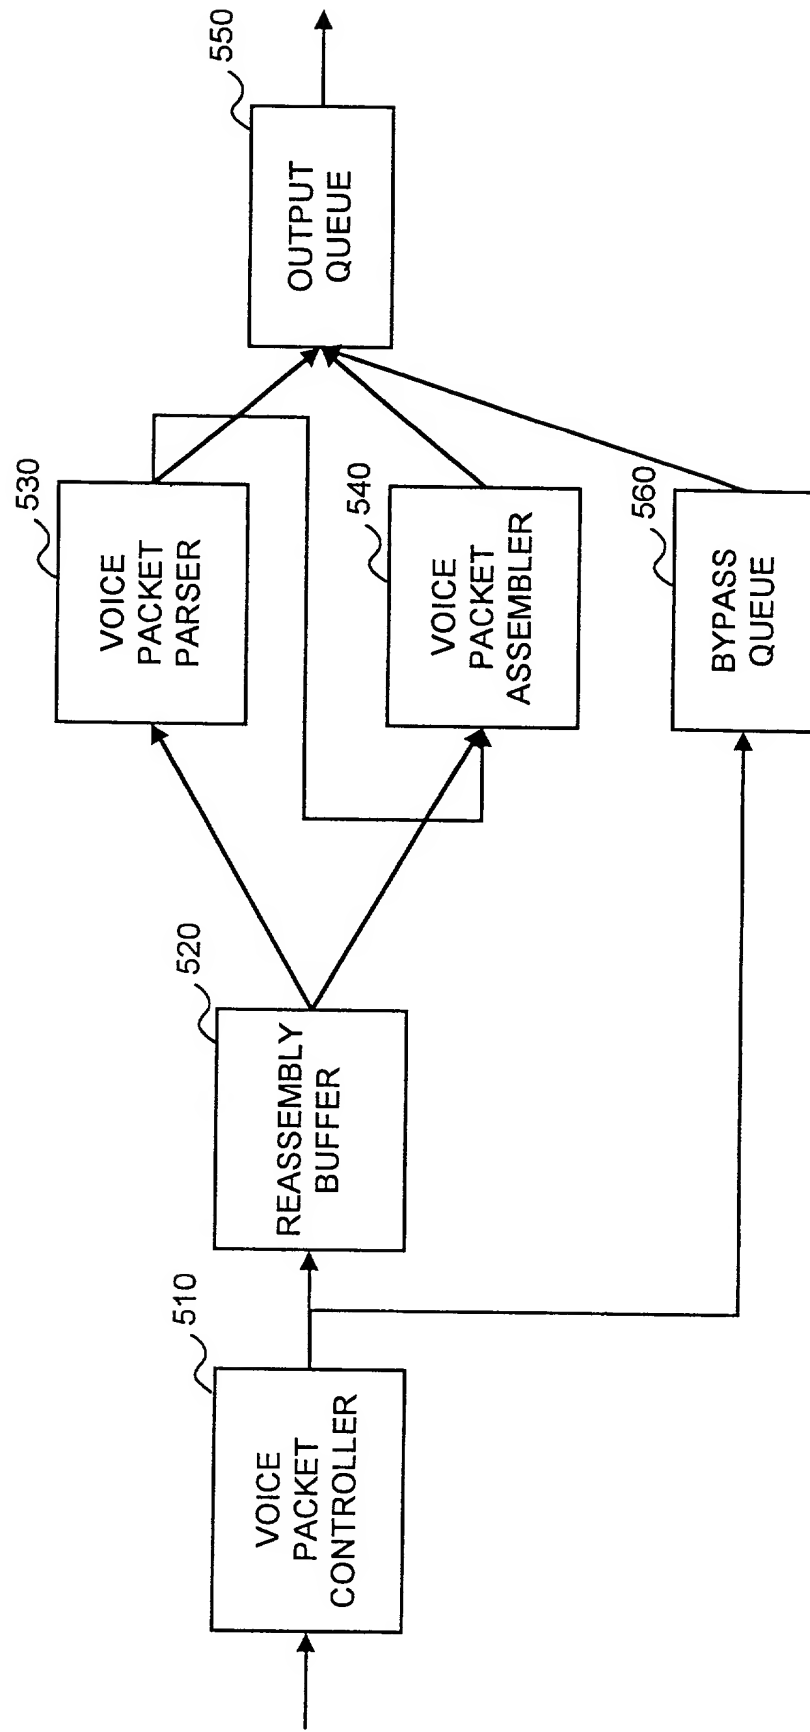 510
VOICE
PACKET
CONTROLLER
520
REASSEMBLY
BUFFER
530
VOICE
PACKET
PARSER
540
VOICE
PACKET
ASSEMBLER
560
BYPASS
QUEUE
550
OUTPUT
QUEUE